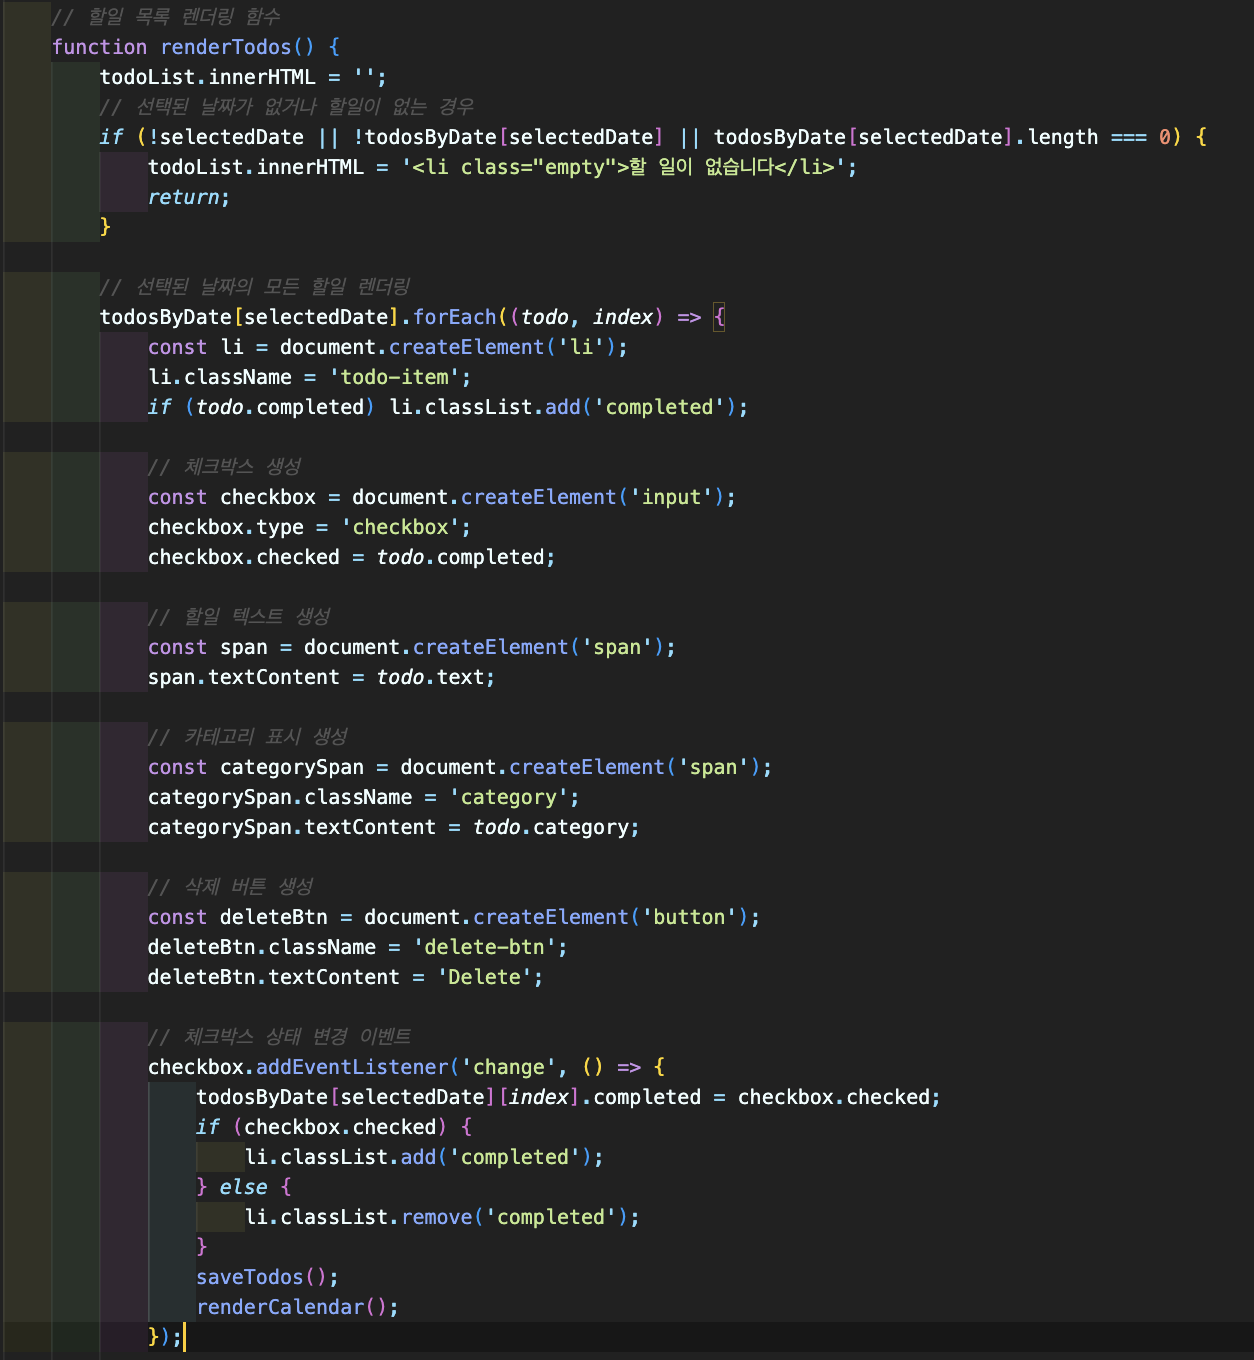 // 할일 목록 렌더링 함수
function renderTodos() {
todoList.innerHTML = '';
// 선택된 날짜가 없거나 할일이 없는 경우
if (!selectedDate || !todosByDate[selectedDate] || todosByDate[selectedDate].length === 0) {
todoList.innerHTML = '<li class="empty">할 일이 없습니다</li>';
return;
}
// 선택된 날짜의 모든 할일 렌더링
todosByDate[selectedDate].forEach((todo, index) => {
const li = document.createElement('li');
li.className = 'todo-item';
if (todo.completed) li.classList.add('completed');
// 체크박스 생성
const checkbox = document.createElement('input');
checkbox.type = 'checkbox';
checkbox.checked = todo.completed;
// 할일 텍스트 생성
const span = document.createElement('span');
span.textContent = todo.text;
// 카테고리 표시 생성
const categorySpan = document.createElement('span');
categorySpan.className = 'category';
categorySpan.textContent = todo.category;
// 삭제 버튼 생성
const deleteBtn = document.createElement('button');
deleteBtn.className = 'delete-btn';
deleteBtn.textContent = 'Delete';
// 체크박스 상태 변경 이벤트
checkbox.addEventListener('change', () => {
todosByDate[selectedDate][index].completed = checkbox.checked;
if (checkbox.checked) {
li.classList.add('completed');
} else {
li.classList.remove('completed');
}
saveTodos();
renderCalendar();
});